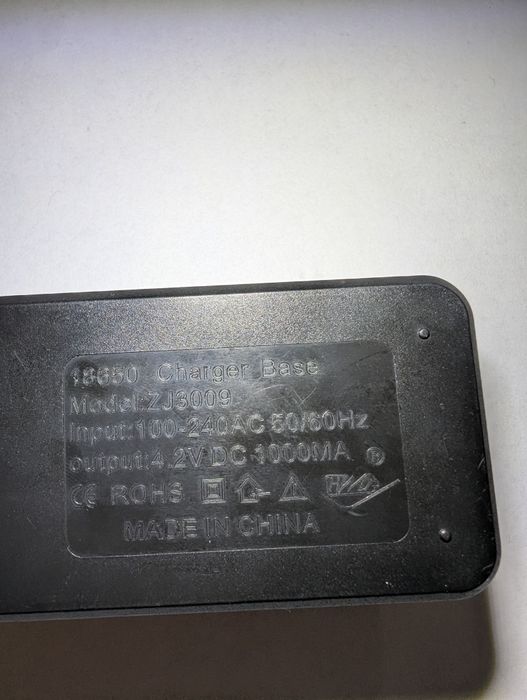 18650 Charger Base
Model:ZJ6009
Input:100-240AC 50/60Hz
output:4.2V DC 1000MA ®
CE ROHS
MADE IN CHINA